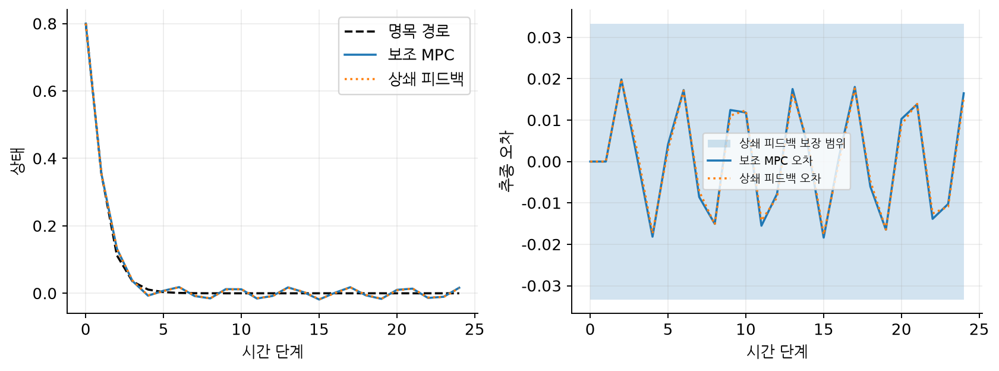 0.8
0.6
0.4
0.2
0.0
상태
0
5
10
15
20
25
시간 단계
명목 경로
보조 MPC
상쇄 피드백
0.03
0.02
0.01
0.00
-0.01
-0.02
-0.03
추종 오차
0
5
10
15
20
25
시간 단계
상쇄 피드백 보장 범위
보조 MPC 오차
상쇄 피드백 오차